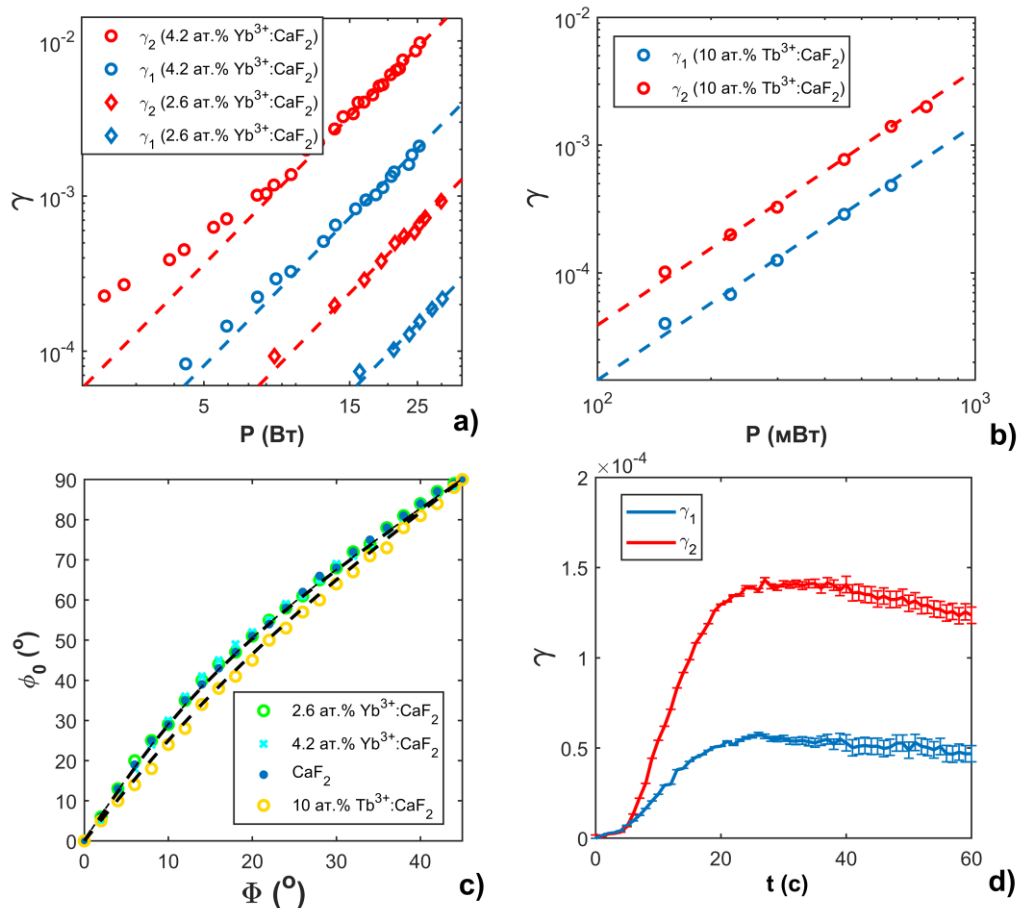 10⁻²
10⁻³
10⁻⁴
γ
γ₂ (4.2 ат.% Yb³⁺:CaF₂)
γ₁ (4.2 ат.% Yb³⁺:CaF₂)
γ₂ (2.6 ат.% Yb³⁺:CaF₂)
γ₁ (2.6 ат.% Yb³⁺:CaF₂)
5 15 25
P (Вт)
a)
10⁻²
10⁻³
10⁻⁴
γ
γ₁ (10 ат.% Tb³⁺:CaF₂)
γ₂ (10 ат.% Tb³⁺:CaF₂)
10² 10³
P (мВт)
b)
90
80
70
60
50
40
30
20
10
0
ϕ₀ (°)
2.6 ат.% Yb³⁺:CaF₂
4.2 ат.% Yb³⁺:CaF₂
CaF₂
10 ат.% Tb³⁺:CaF₂
0 10 20 30 40
Φ (°)
c)
×10⁻⁴
2
1.5
1
0.5
0
γ
γ₁
γ₂
0 20 40 60
t (с)
d)